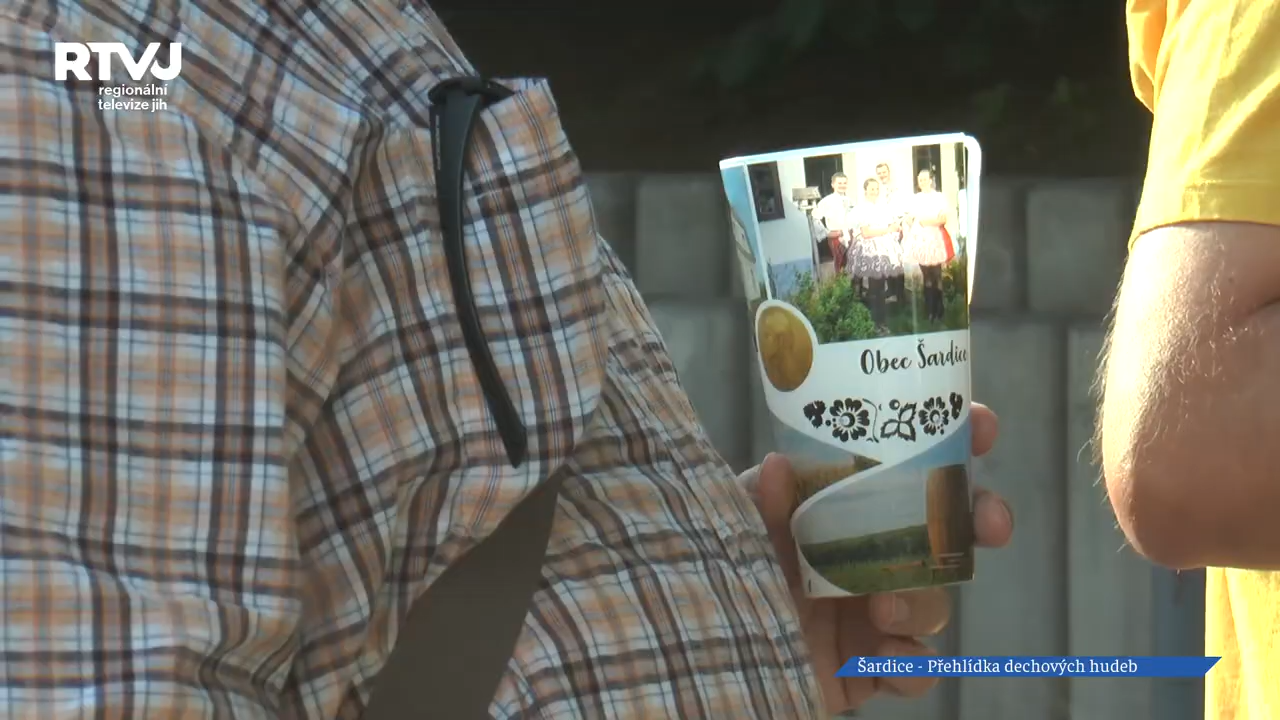 RTVJ
regionální
televize jih
Obec Šardice
Šardice - Přehlídka dechových hudeb